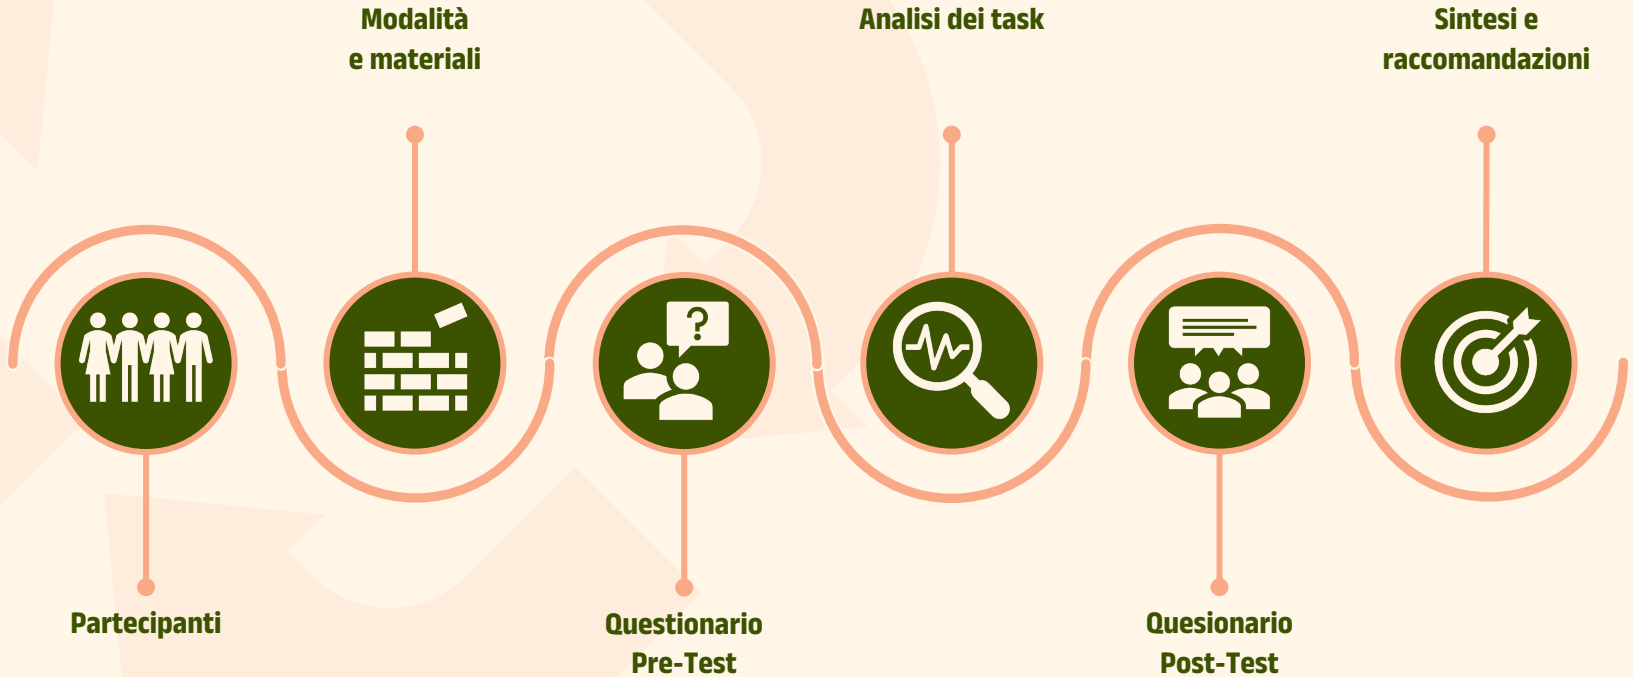 Modalità
e materiali
Analisi dei task
Sintesi e
raccomandazioni
?
Partecipanti
Questionario
Pre-Test
Quesionario
Post-Test